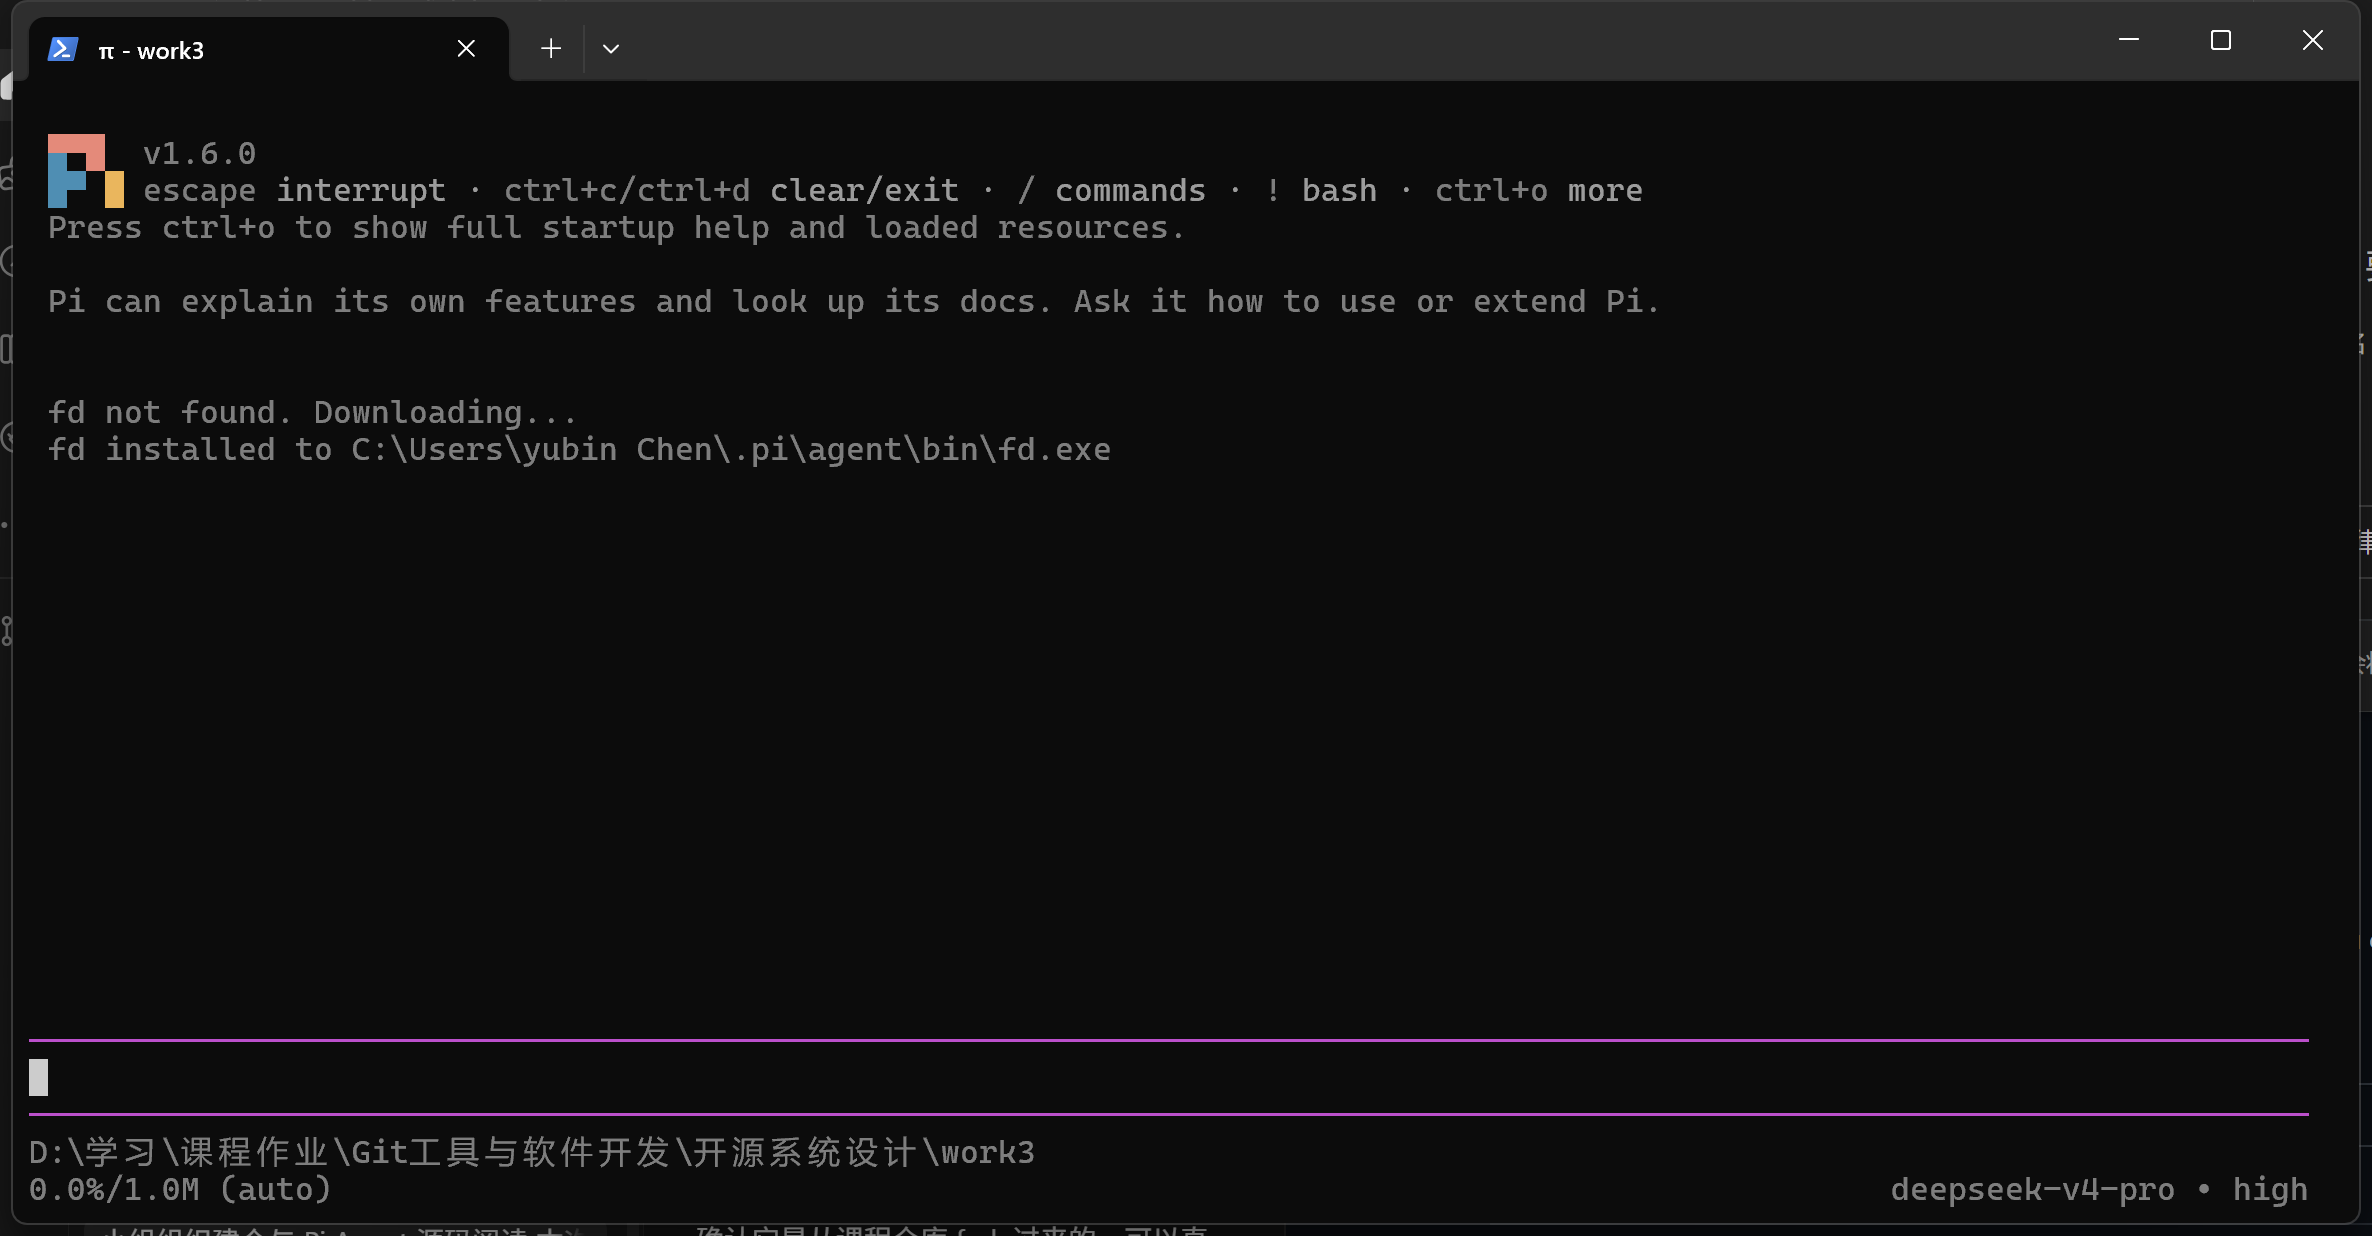 π - work3
v1.6.0
escape interrupt · ctrl+c/ctrl+d clear/exit · / commands · ! bash · ctrl+o more
Press ctrl+o to show full startup help and loaded resources.
Pi can explain its own features and look up its docs. Ask it how to use or extend Pi.
fd not found. Downloading...
fd installed to C:\Users\yubin Chen\.pi\agent\bin\fd.exe
D:\学习\课程作业\Git工具与软件开发\开源系统设计\work3
0.0%/1.0M (auto)
deepseek-v4-pro • high